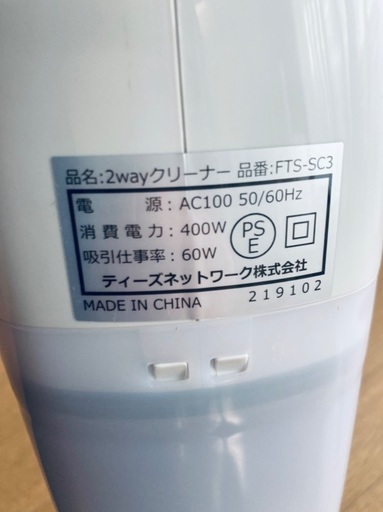 品名:2wayクリーナー 品番:FTS-SC3
電源:AC100 50/60Hz
消費電力:400W
吸引仕事率:60W
PSE
ティーズネットワーク株式会社
MADE IN CHINA 219102